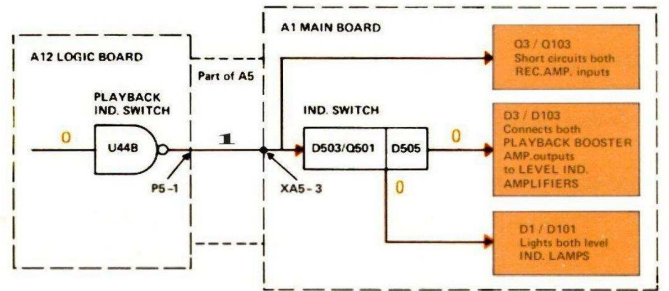 A1 MAIN BOARD
A12 LOGIC BOARD
Part of A5
Q3 / Q103
Short circuits both
REC.AMP. inputs
PLAYBACK
IND. SWITCH
IND. SWITCH
0
U44B
1
D503/Q501
D505
0
D3 / D103
Connects both
PLAYBACK BOOSTER
AMP.outputs
to LEVEL IND.
AMPLIFIERS
P5-1
XA5-3
0
D1 / D101
Lights both level
IND. LAMPS